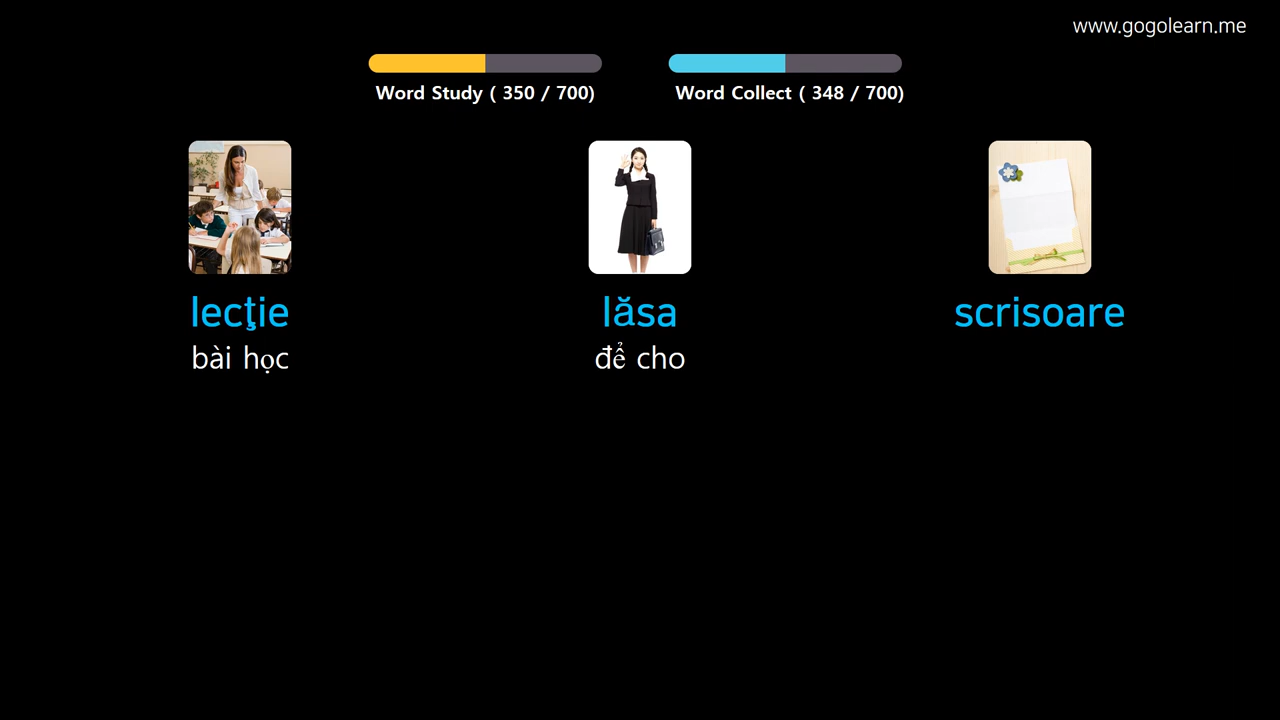 www.gogolearn.me
Word Study ( 350 / 700)
Word Collect ( 348 / 700)
lecţie
lăsa
scrisoare
bài học
để cho